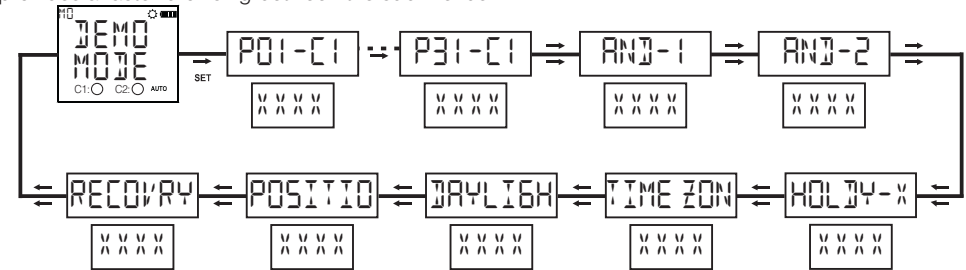 M0
DEMO
MODE
C1: C2: AUTO
SET
P01-C1
P31-C1
AND-1
AND-2
XXXX
XXXX
XXXX
XXXX
RECOVRY
POSITIO
DAYLIGH
TIME ZON
HOLDY-X
XXXX
XXXX
XXXX
XXXX
XXXX